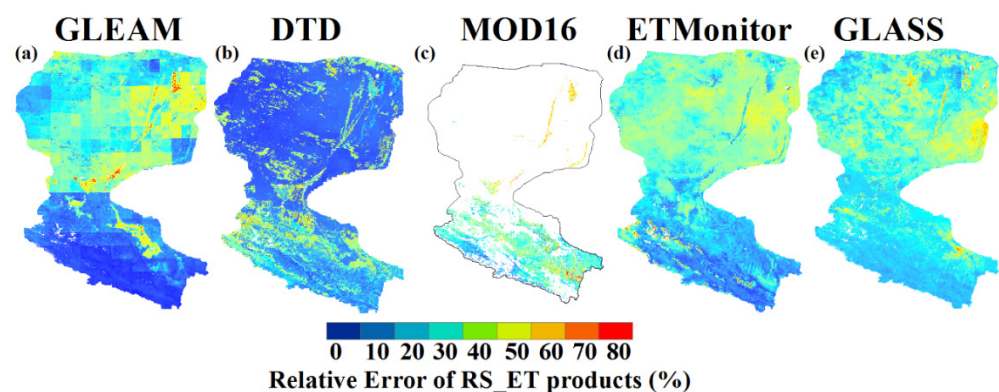 GLEAM DTD MOD16 ETMonitor GLASS
(a) (b) (c) (d) (e)
0 10 20 30 40 50 60 70 80
Relative Error of RS_ET products (%)